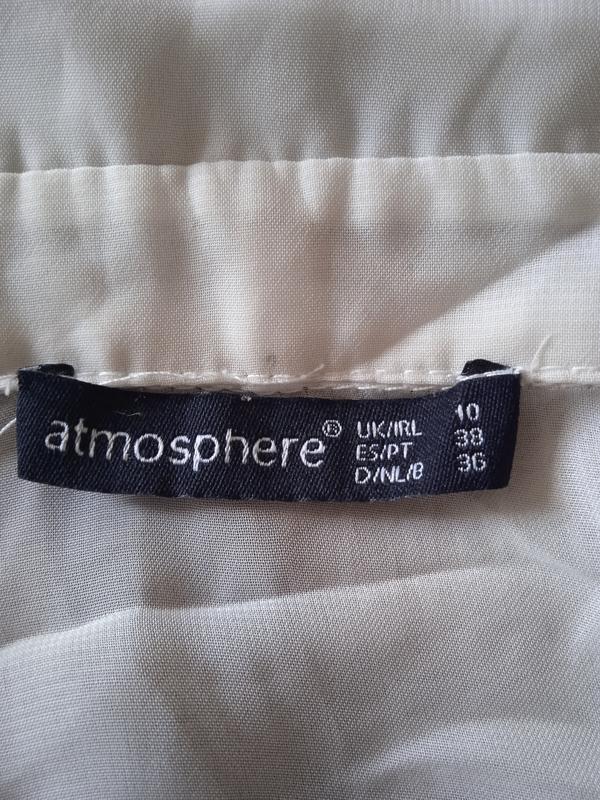 atmosphere®
UK/IRL 10
ES/PT 38
D/NL/B 36